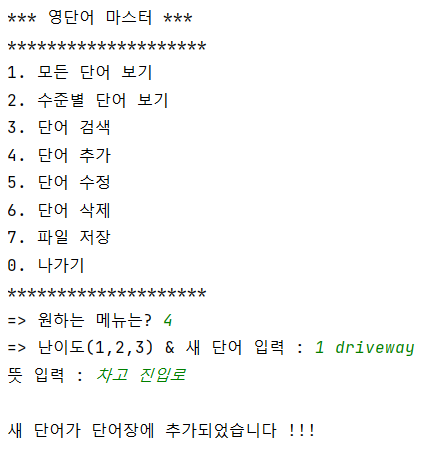 *** 영단어 마스터 ***
********************
1. 모든 단어 보기
2. 수준별 단어 보기
3. 단어 검색
4. 단어 추가
5. 단어 수정
6. 단어 삭제
7. 파일 저장
0. 나가기
********************
=> 원하는 메뉴는? 4
=> 난이도(1,2,3) & 새 단어 입력 : 1 driveway
뜻 입력 : 차고 진입로
새 단어가 단어장에 추가되었습니다 !!!